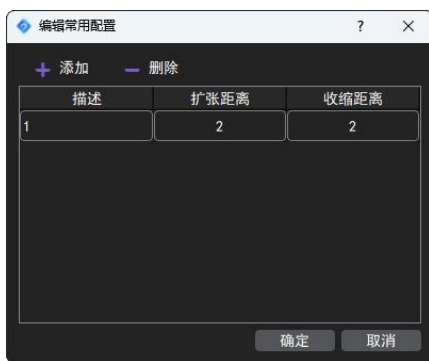 编辑常用配置 ? ×
+ 添加 - 删除
描述 扩张距离 收缩距离
1 2 2
确定 取消